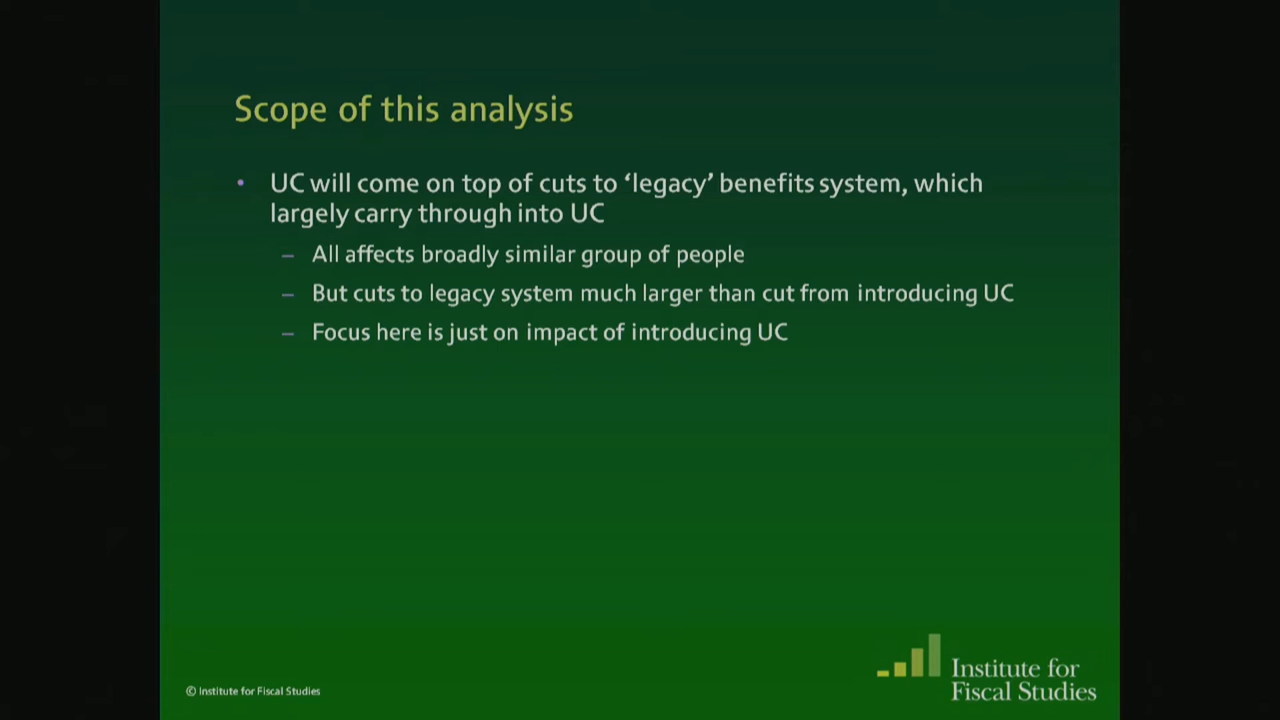 Scope of this analysis
• UC will come on top of cuts to ‘legacy’ benefits system, which
largely carry through into UC
– All affects broadly similar group of people
– But cuts to legacy system much larger than cut from introducing UC
– Focus here is just on impact of introducing UC
© Institute for Fiscal Studies
Institute for
Fiscal Studies